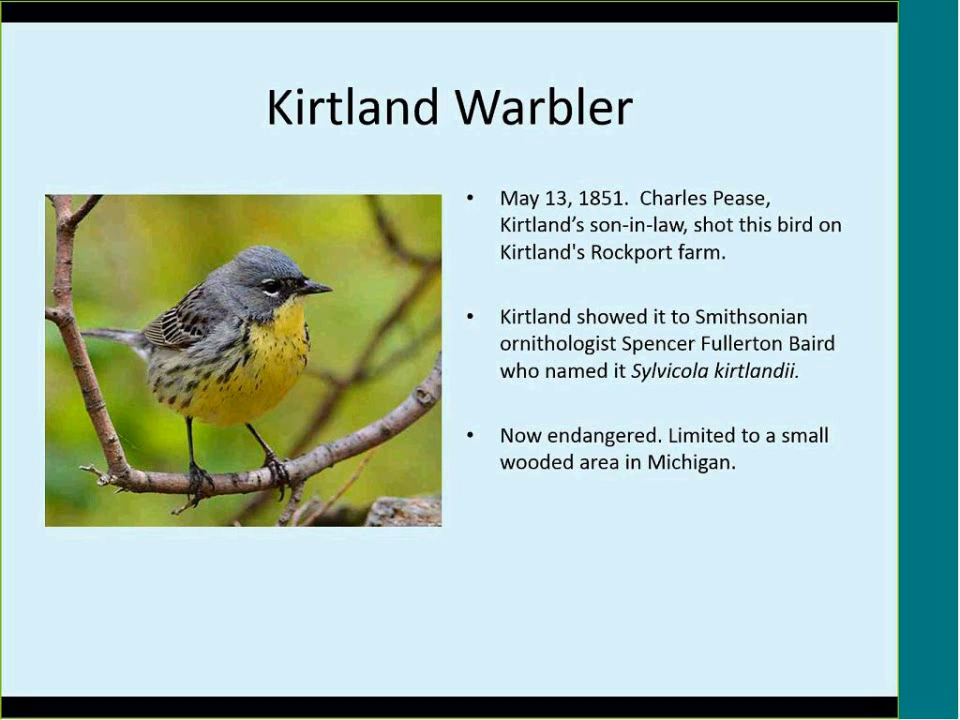 Kirtland Warbler
• May 13, 1851.  Charles Pease,
Kirtland’s son-in-law, shot this bird on
Kirtland's Rockport farm.
• Kirtland showed it to Smithsonian
ornithologist Spencer Fullerton Baird
who named it Sylvicola kirtlandii.
• Now endangered. Limited to a small
wooded area in Michigan.